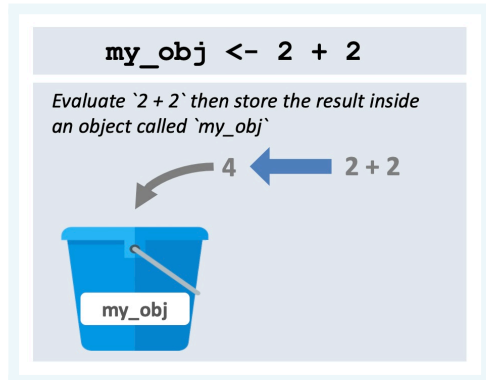 my_obj <- 2 + 2
Evaluate `2 + 2` then store the result inside
an object called `my_obj`
4 2 + 2
my_obj